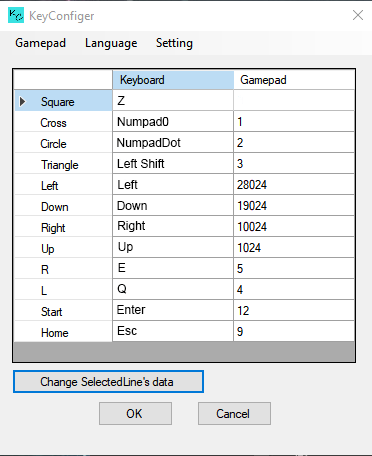 KC KeyConfiger
Gamepad Language Setting
Keyboard Gamepad
Square Z
Cross Numpad0 1
Circle NumpadDot 2
Triangle Left Shift 3
Left Left 28024
Down Down 19024
Right Right 10024
Up Up 1024
R E 5
L Q 4
Start Enter 12
Home Esc 9
Change SelectedLine's data
OK Cancel